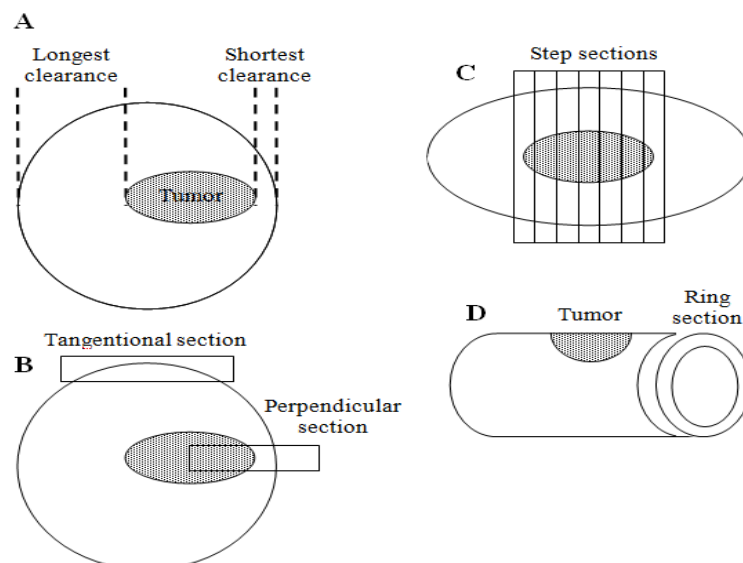 A
Longest
clearance
Shortest
clearance
Tumor
Tangentional section
B
Perpendicular
section
Step sections
C
D
Tumor
Ring
section